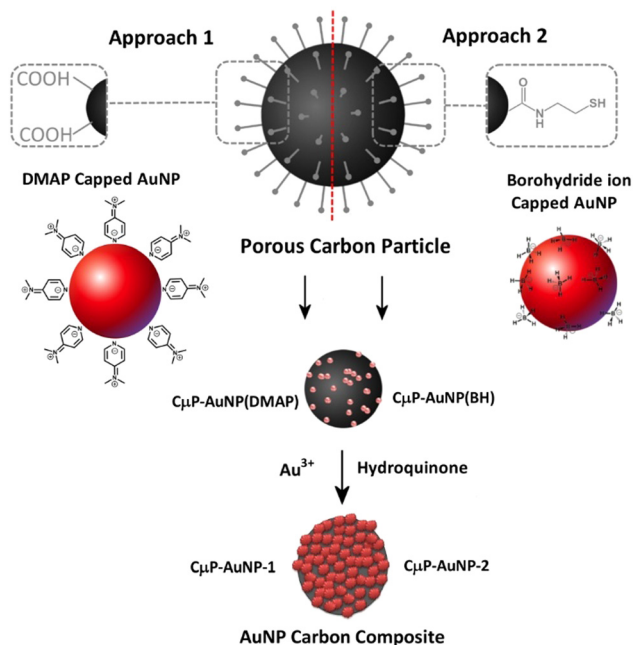 Approach 1
Approach 2
COOH
COOH
O
N
H
SH
DMAP Capped AuNP
Borohydride ion
Capped AuNP
Porous Carbon Particle
CμP-AuNP(DMAP)
CμP-AuNP(BH)
Au³⁺
Hydroquinone
CμP-AuNP-1
CμP-AuNP-2
AuNP Carbon Composite